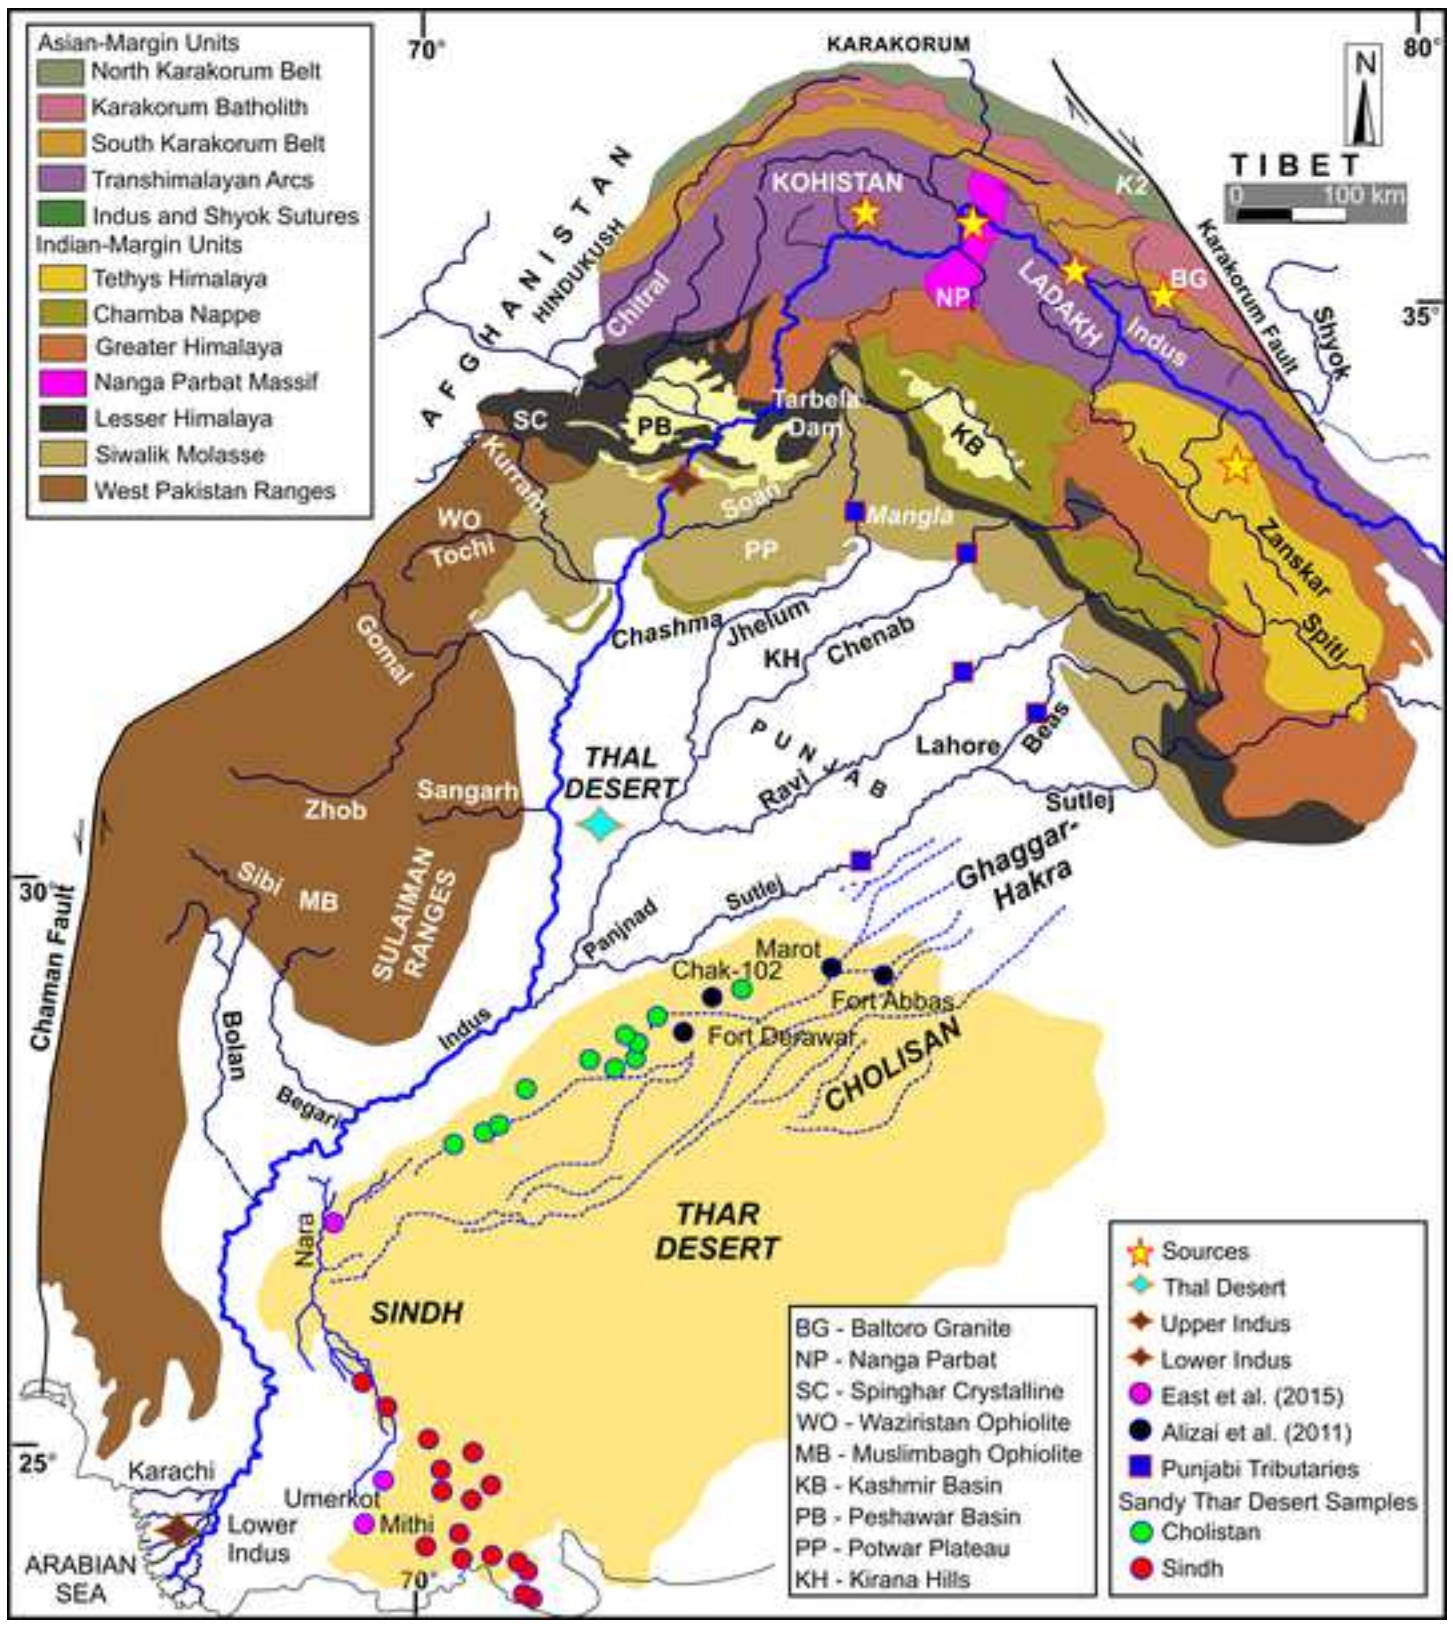 Asian-Margin Units
North Karakorum Belt
Karakorum Batholith
South Karakorum Belt
Transhimalayan Arcs
Indus and Shyok Sutures
Indian-Margin Units
Tethys Himalaya
Chamba Nappe
Greater Himalaya
Nanga Parbat Massif
Lesser Himalaya
Siwalik Molasse
West Pakistan Ranges
70°
KARAKORUM
80°
N
TIBET
0 100 km
K2
KOHISTAN
AFGHANISTAN
HINDUKUSH
Chitral
Karakorum Fault
BG
NP
LADAKH
Indus
35°
Shyok
SC
PB
Tarbela
Dam
KB
Kurram
Soan
WO
Tochi
Mangla
PP
Zanskar
Spiti
Gomal
Chashma
Jhelum
KH
Chenab
PUNJAB
Lahore
Beas
THAL
DESERT
Ravi
Sangarh
Zhob
Sutlej
Ghaggar-
Hakra
30°
Sibi
MB
SULAIMAN
RANGES
Chaman Fault
Sutlej
Panjnad
Marot
Chak-102
Fort Abbas
Fort Derawar
CHOLISAN
Indus
Bolan
Begari
Nara
THAR
DESERT
SINDH
25°
Karachi
Umerkot
Mithi
Lower
Indus
ARABIAN
SEA
70°
BG - Baltoro Granite
NP - Nanga Parbat
SC - Spinghar Crystalline
WO - Waziristan Ophiolite
MB - Muslimbagh Ophiolite
KB - Kashmir Basin
PB - Peshawar Basin
PP - Potwar Plateau
KH - Kirana Hills
Sources
Thal Desert
Upper Indus
Lower Indus
East et al. (2015)
Alizai et al. (2011)
Punjabi Tributaries
Sandy Thar Desert Samples
Cholistan
Sindh